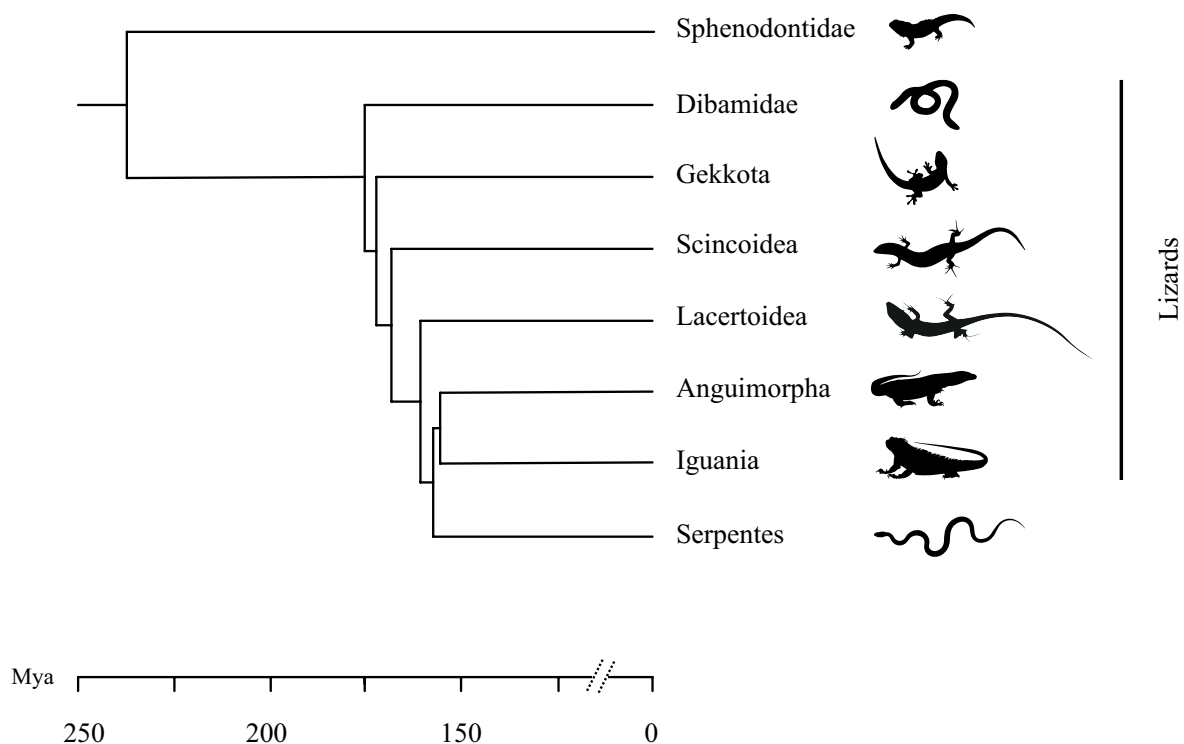 Sphenodontidae
Dibamidae
Gekkota
Scincoidea
Lacertoidea
Anguimorpha
Iguania
Serpentes
Lizards
Mya
250 200 150 0